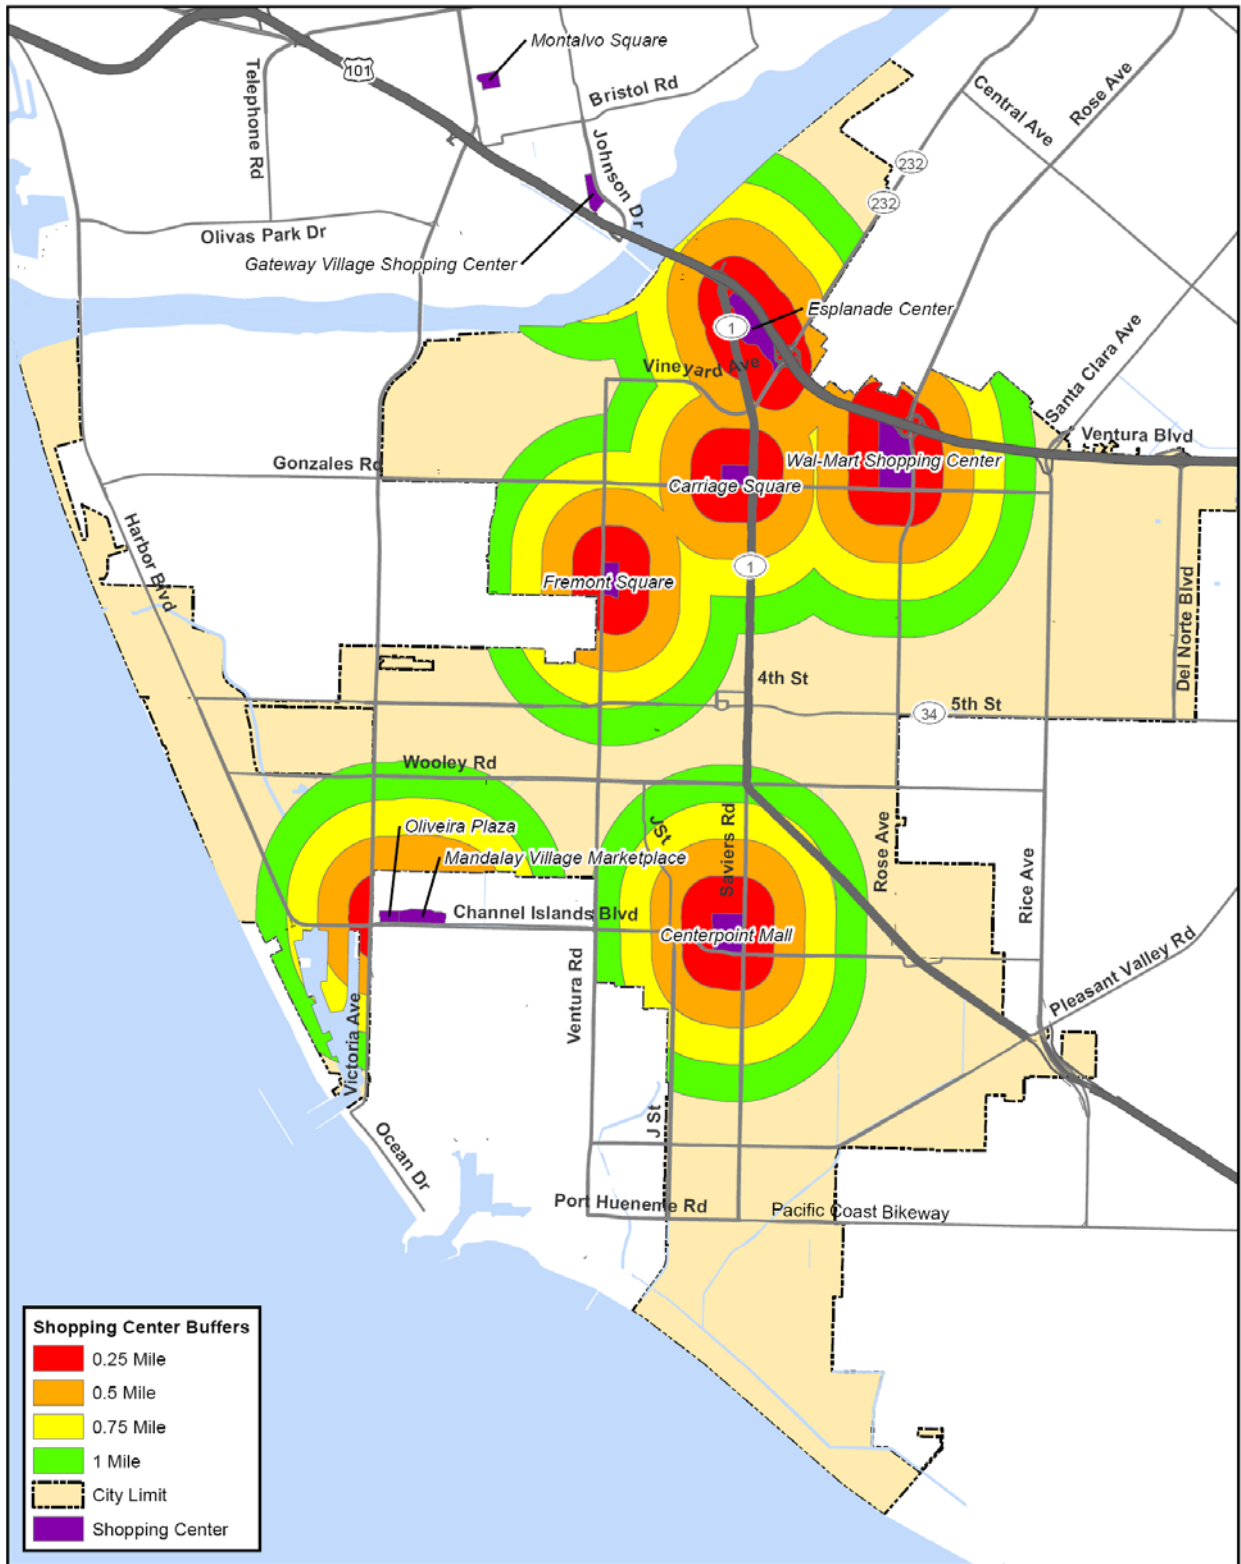 Montalvo Square
101
Telephone Rd
Bristol Rd
Central Ave
Rose Ave
Johnson Dr
232
232
Olivas Park Dr
Gateway Village Shopping Center
Esplanade Center
1
Santa Clara Ave
Vineyard Ave
Ventura Blvd
Gonzales Rd
Wal-Mart Shopping Center
Carriage Square
Harbor Blvd
1
Fremont Square
Del Norte Blvd
4th St
34
5th St
Wooley Rd
J St
Saviers Rd
Rose Ave
Oliveira Plaza
Mandalay Village Marketplace
Rice Ave
Channel Islands Blvd
Centerpoint Mall
Ventura Rd
Pleasant Valley Rd
Victoria Ave
J St
Ocean Dr
Port Hueneme Rd
Pacific Coast Bikeway
Shopping Center Buffers
0.25 Mile
0.5 Mile
0.75 Mile
1 Mile
City Limit
Shopping Center